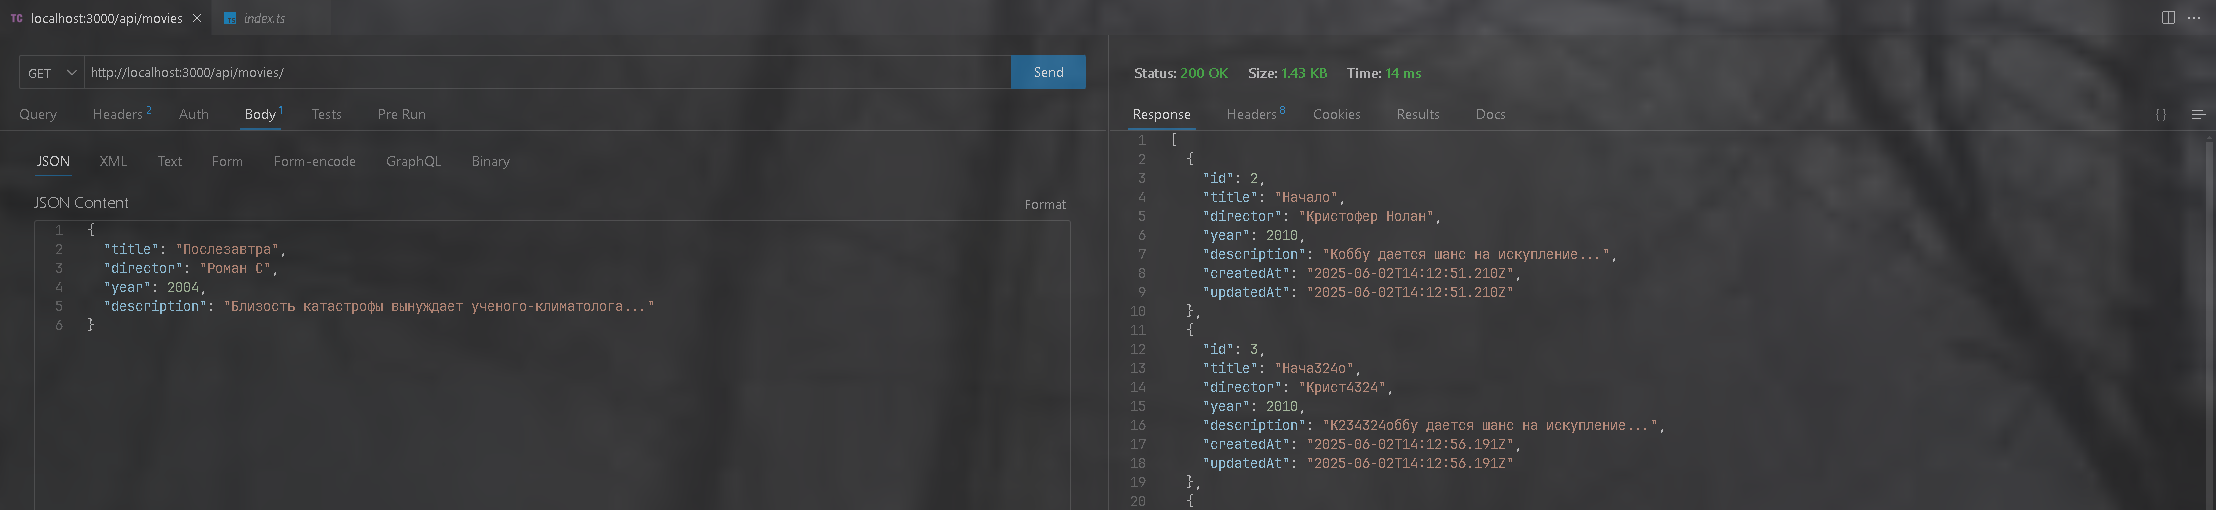 TC localhost:3000/api/movies
TS index.ts
GET http://localhost:3000/api/movies/ Send
Query Headers 2 Auth Body 1 Tests Pre Run
JSON XML Text Form Form-encode GraphQL Binary
JSON Content Format
1 {
2 "title": "Послезавтра",
3 "director": "Роман С",
4 "year": 2004,
5 "description": "Близость катастрофы вынуждает ученого-климатолога..."
6 }
Status: 200 OK Size: 1.43 KB Time: 14 ms
Response Headers 8 Cookies Results Docs { }
1 [
2 {
3 "id": 2,
4 "title": "Начало",
5 "director": "Кристофер Нолан",
6 "year": 2010,
7 "description": "Коббу дается шанс на искупление...",
8 "createdAt": "2025-06-02T14:12:51.210Z",
9 "updatedAt": "2025-06-02T14:12:51.210Z"
10 },
11 {
12 "id": 3,
13 "title": "Нача324о",
14 "director": "Крист4324",
15 "year": 2010,
16 "description": "К234324оббу дается шанс на искупление...",
17 "createdAt": "2025-06-02T14:12:56.191Z",
18 "updatedAt": "2025-06-02T14:12:56.191Z"
19 },
20 {